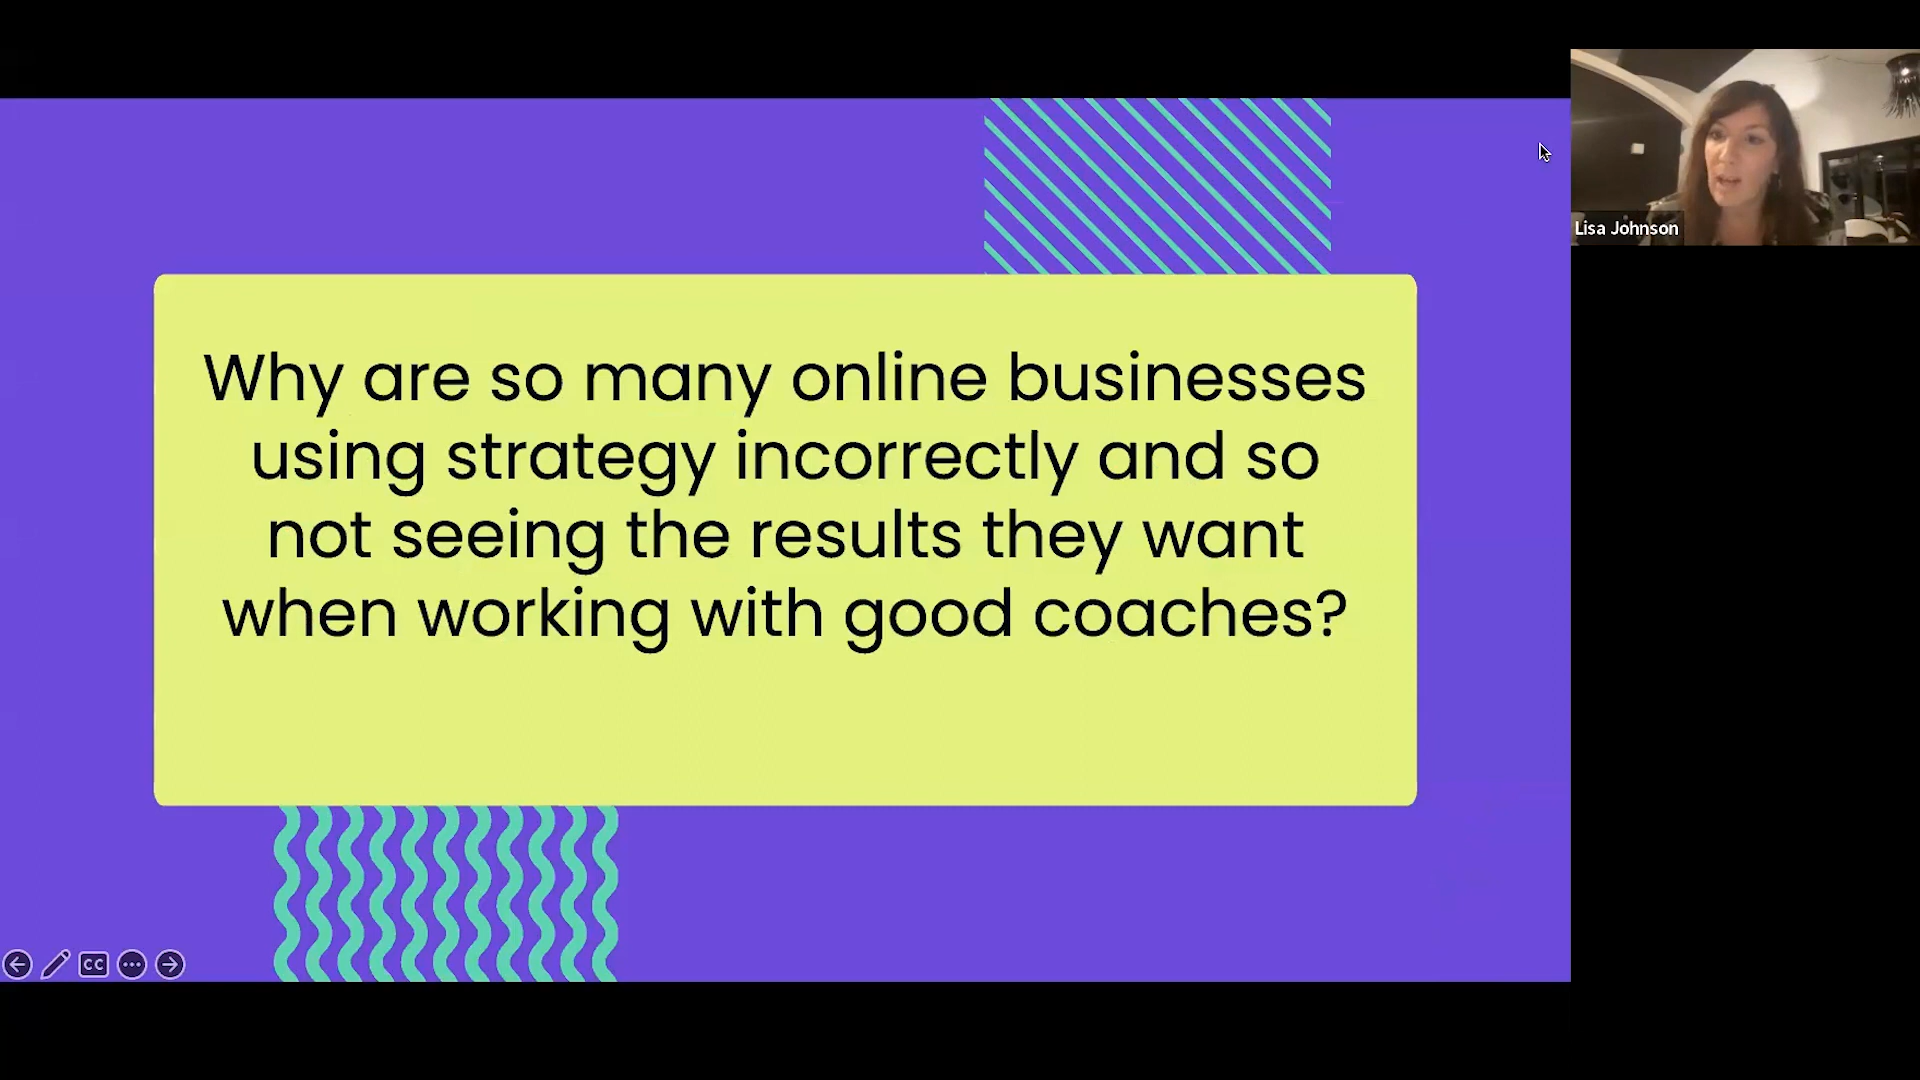 Why are so many online businesses
using strategy incorrectly and so
not seeing the results they want
when working with good coaches?
Lisa Johnson
CC